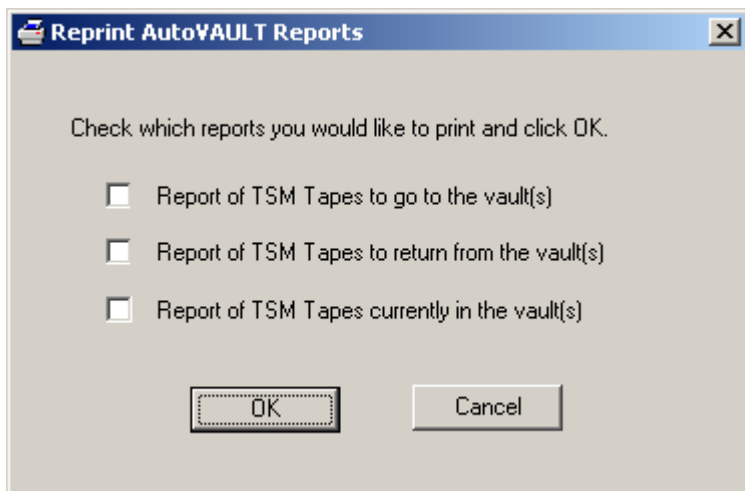 Reprint AutoVAULT Reports
Check which reports you would like to print and click OK.
Report of TSM Tapes to go to the vault(s)
Report of TSM Tapes to return from the vault(s)
Report of TSM Tapes currently in the vault(s)
OK
Cancel